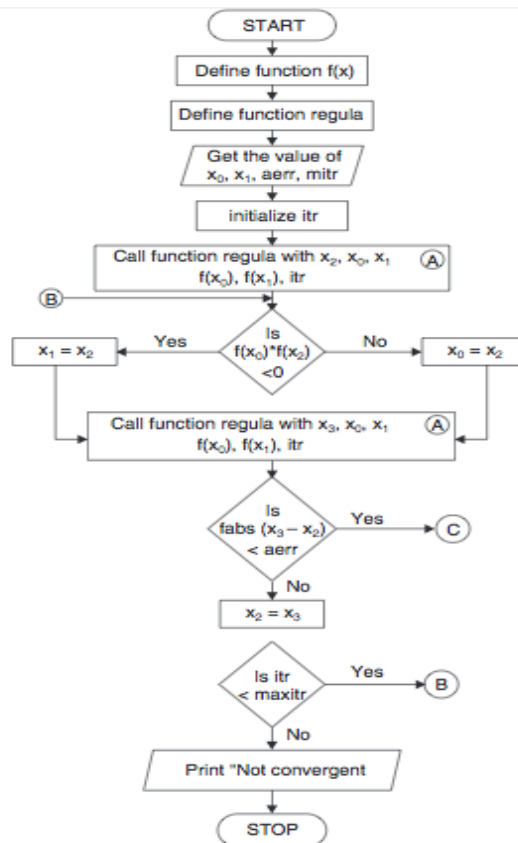 START
Define function f(x)
Define function regula
Get the value of
x₀, x₁, aerr, mitr
initialize itr
Call function regula with x₂, x₀, x₁
f(x₀), f(x₁), itr
A
B
Is
f(x₀)*f(x₂)
<0
Yes
No
x₁ = x₂
x₀ = x₂
Call function regula with x₃, x₀, x₁
f(x₀), f(x₁), itr
A
Is
fabs (x₃ – x₂)
< aerr
Yes
C
No
x₂ = x₃
Is itr
< maxitr
Yes
B
No
Print "Not convergent
STOP